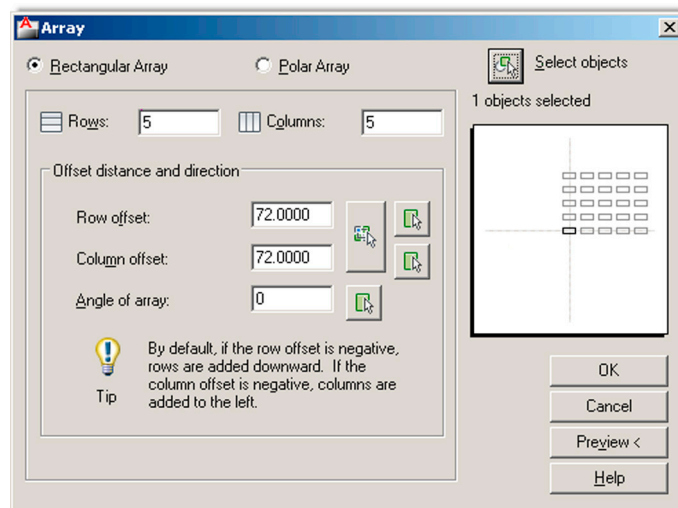 Array
Rectangular Array
Polar Array
Select objects
1 objects selected
Rows: 5
Columns: 5
Offset distance and direction
Row offset: 72.0000
Column offset: 72.0000
Angle of array: 0
By default, if the row offset is negative,
rows are added downward. If the
column offset is negative, columns are
added to the left.
Tip
OK
Cancel
Preview <
Help